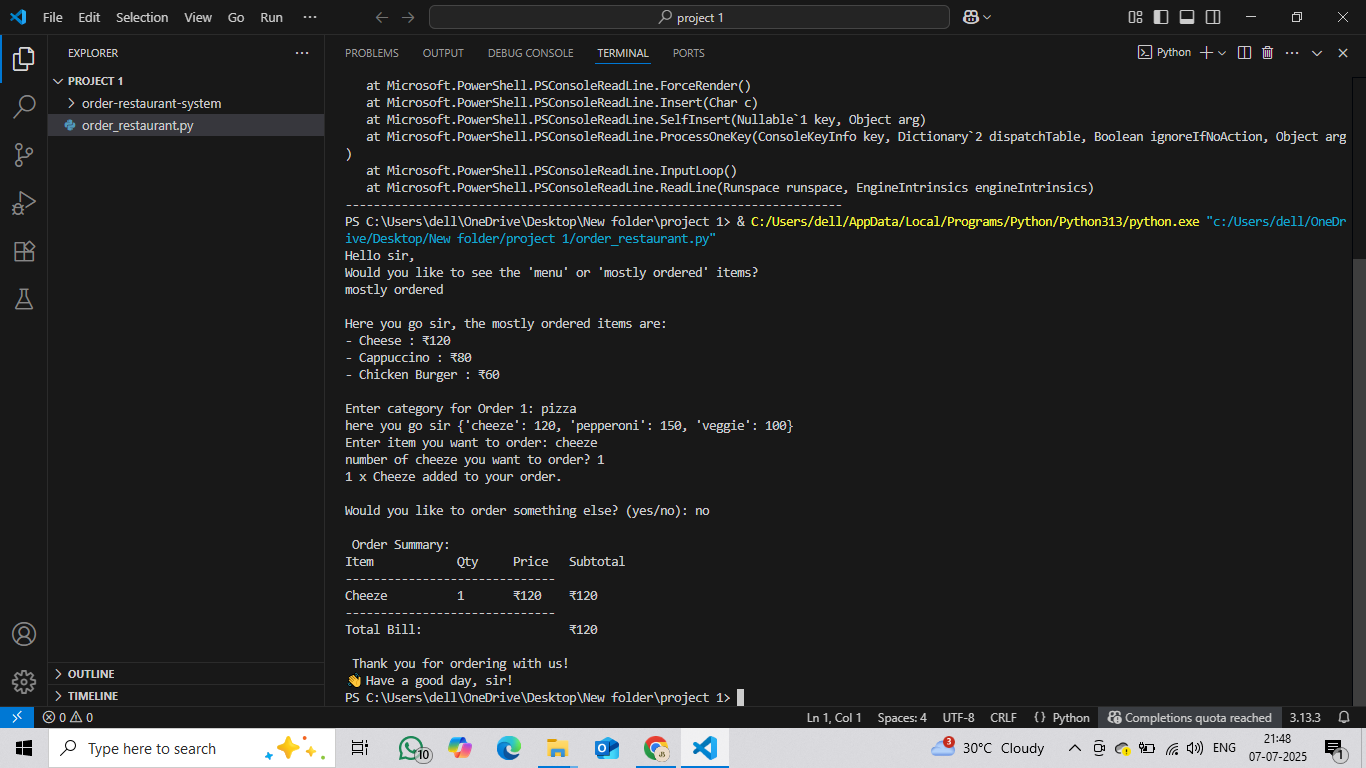 File Edit Selection View Go Run ··· project 1
EXPLORER ···
PROJECT 1
order-restaurant-system
order_restaurant.py
OUTLINE
TIMELINE
PROBLEMS OUTPUT DEBUG CONSOLE TERMINAL PORTS Python ···
at Microsoft.PowerShell.PSConsoleReadLine.ForceRender()
at Microsoft.PowerShell.PSConsoleReadLine.Insert(Char c)
at Microsoft.PowerShell.PSConsoleReadLine.SelfInsert(Nullable`1 key, Object arg)
at Microsoft.PowerShell.PSConsoleReadLine.ProcessOneKey(ConsoleKeyInfo key, Dictionary`2 dispatchTable, Boolean ignoreIfNoAction, Object arg
)
at Microsoft.PowerShell.PSConsoleReadLine.InputLoop()
at Microsoft.PowerShell.PSConsoleReadLine.ReadLine(Runspace runspace, EngineIntrinsics engineIntrinsics)
-----------------------------------------------------------------------
PS C:\Users\dell\OneDrive\Desktop\New folder\project 1> & C:/Users/dell/AppData/Local/Programs/Python/Python313/python.exe "c:/Users/dell/OneDr
ive/Desktop/New folder/project 1/order_restaurant.py"
Hello sir,
Would you like to see the 'menu' or 'mostly ordered' items?
mostly ordered
Here you go sir, the mostly ordered items are:
- Cheese : ₹120
- Cappuccino : ₹80
- Chicken Burger : ₹60
Enter category for Order 1: pizza
here you go sir {'cheeze': 120, 'pepperoni': 150, 'veggie': 100}
Enter item you want to order: cheeze
number of cheeze you want to order? 1
1 x Cheeze added to your order.
Would you like to order something else? (yes/no): no
Order Summary:
Item Qty Price Subtotal
------------------------------
Cheeze 1 ₹120 ₹120
------------------------------
Total Bill: ₹120
Thank you for ordering with us!
👋 Have a good day, sir!
PS C:\Users\dell\OneDrive\Desktop\New folder\project 1>
0 0 Ln 1, Col 1 Spaces: 4 UTF-8 CRLF {} Python Completions quota reached 3.13.3
Type here to search 10 JS 3 30°C Cloudy ENG 21:48 1
07-07-2025